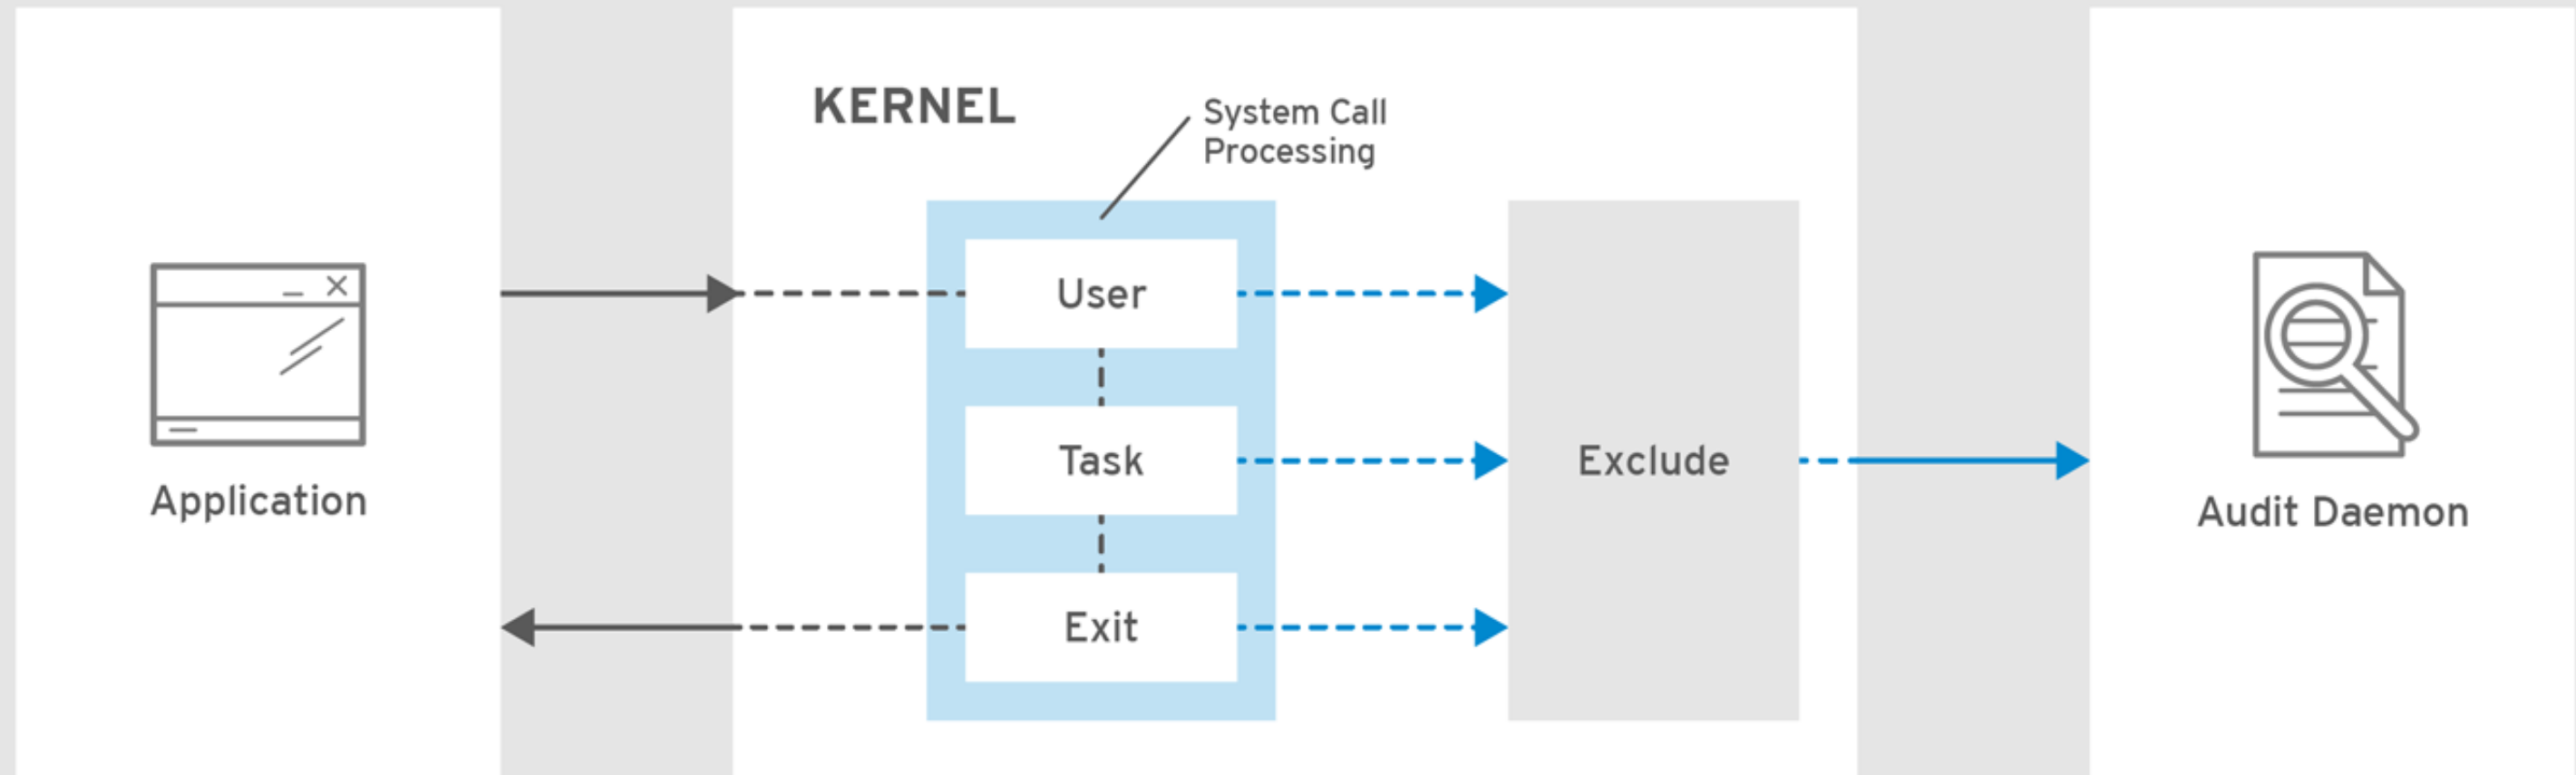 KERNEL
System Call
Processing
User
Task
Exit
Exclude
Application
Audit Daemon